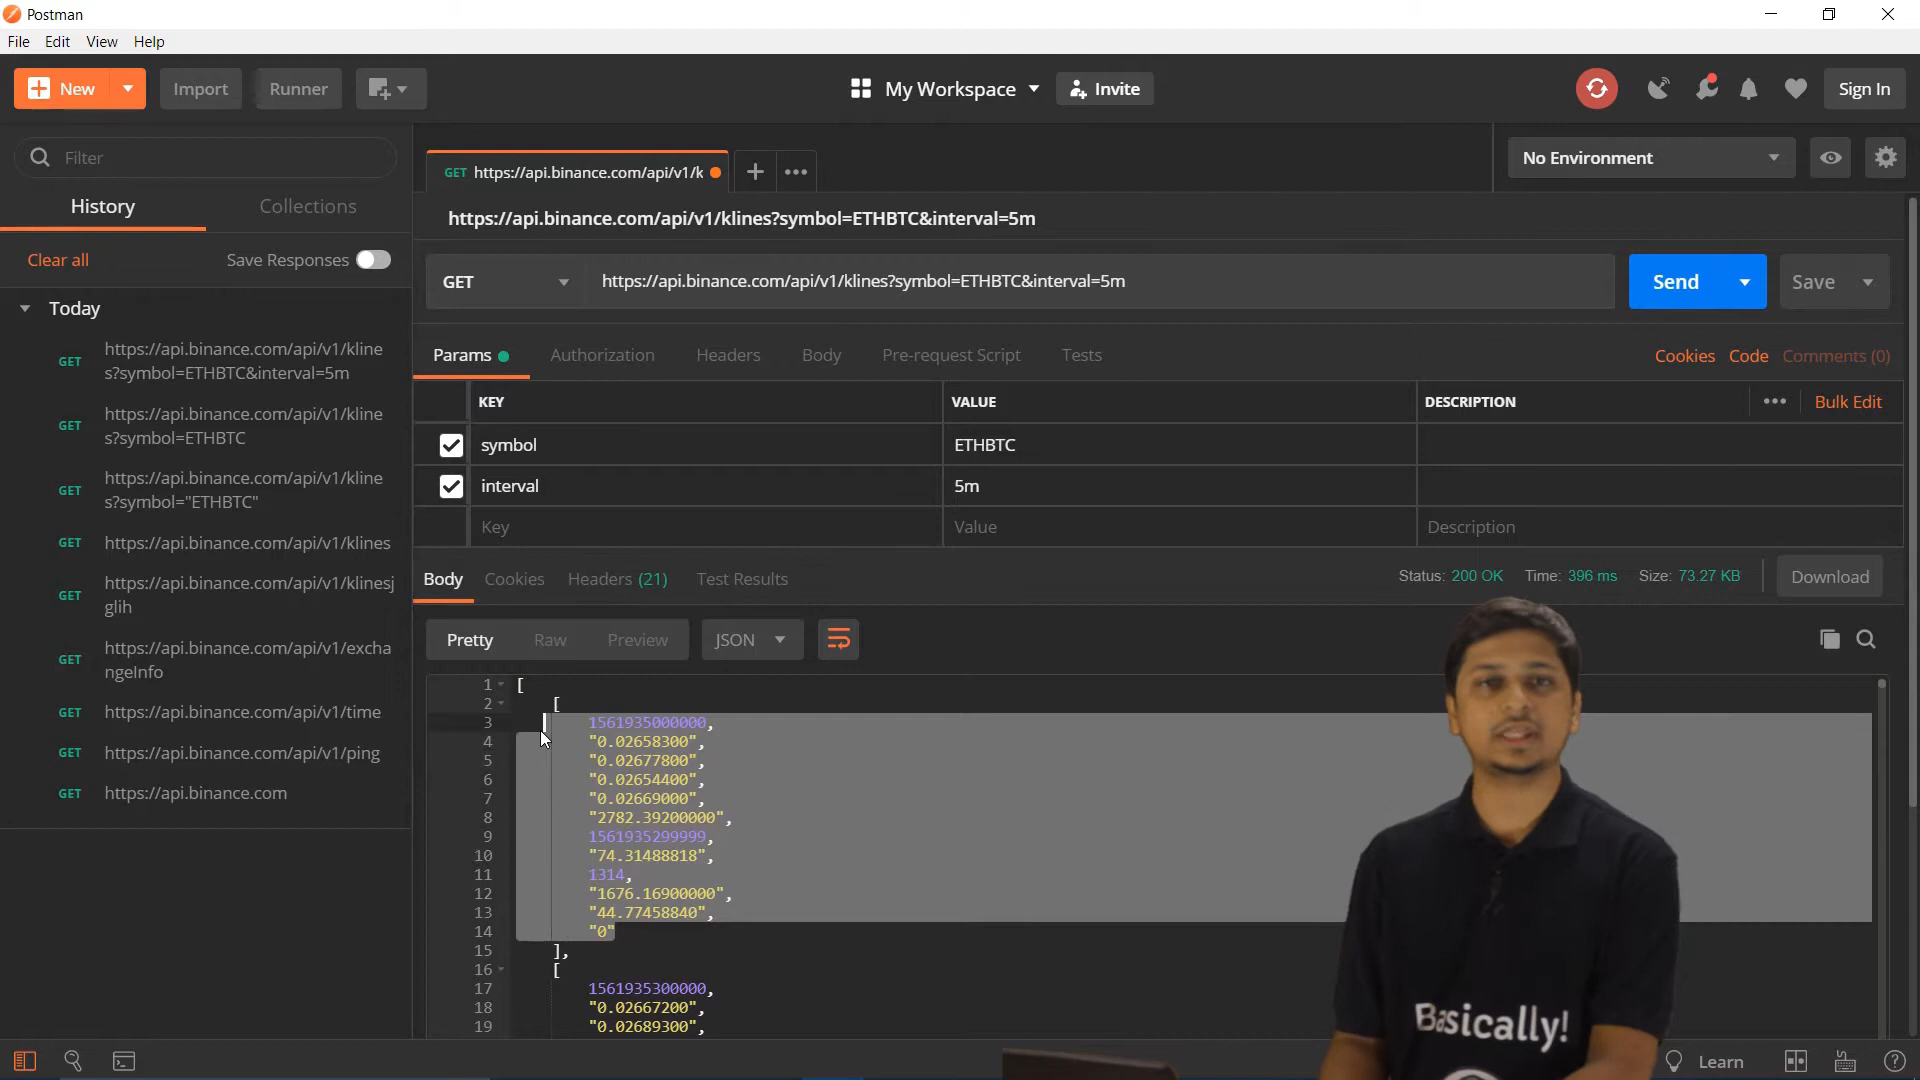 Postman
File Edit View Help
New Import Runner My Workspace Invite Sign In
Filter
History Collections
Clear all Save Responses
Today
GET https://api.binance.com/api/v1/kline
s?symbol=ETHBTC&interval=5m
GET https://api.binance.com/api/v1/kline
s?symbol=ETHBTC
GET https://api.binance.com/api/v1/kline
s?symbol="ETHBTC"
GET https://api.binance.com/api/v1/klines
GET https://api.binance.com/api/v1/klinesj
glih
GET https://api.binance.com/api/v1/excha
ngeInfo
GET https://api.binance.com/api/v1/time
GET https://api.binance.com/api/v1/ping
GET https://api.binance.com
GET https://api.binance.com/api/v1/k
No Environment
https://api.binance.com/api/v1/klines?symbol=ETHBTC&interval=5m
GET https://api.binance.com/api/v1/klines?symbol=ETHBTC&interval=5m Send Save
Params Authorization Headers Body Pre-request Script Tests Cookies Code Comments (0)
KEY VALUE DESCRIPTION Bulk Edit
symbol ETHBTC
interval 5m
Key Value Description
Body Cookies Headers (21) Test Results Status: 200 OK Time: 396 ms Size: 73.27 KB Download
Pretty Raw Preview JSON
1 [
2 [
3 1561935000000,
4 "0.02658300",
5 "0.02677800",
6 "0.02654400",
7 "0.02669000",
8 "2782.39200000",
9 1561935299999,
10 "74.31488818",
11 1314,
12 "1676.16900000",
13 "44.77458840",
14 "0"
15 ],
16 [
17 1561935300000,
18 "0.02667200",
19 "0.02689300",
Basically!
Learn